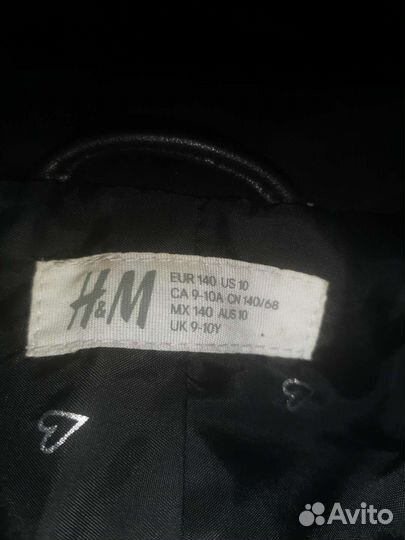 H&M
EUR 140 US 10
CA 9-10A CN 140/68
MX 140 AUS 10
UK 9-10Y
Avito